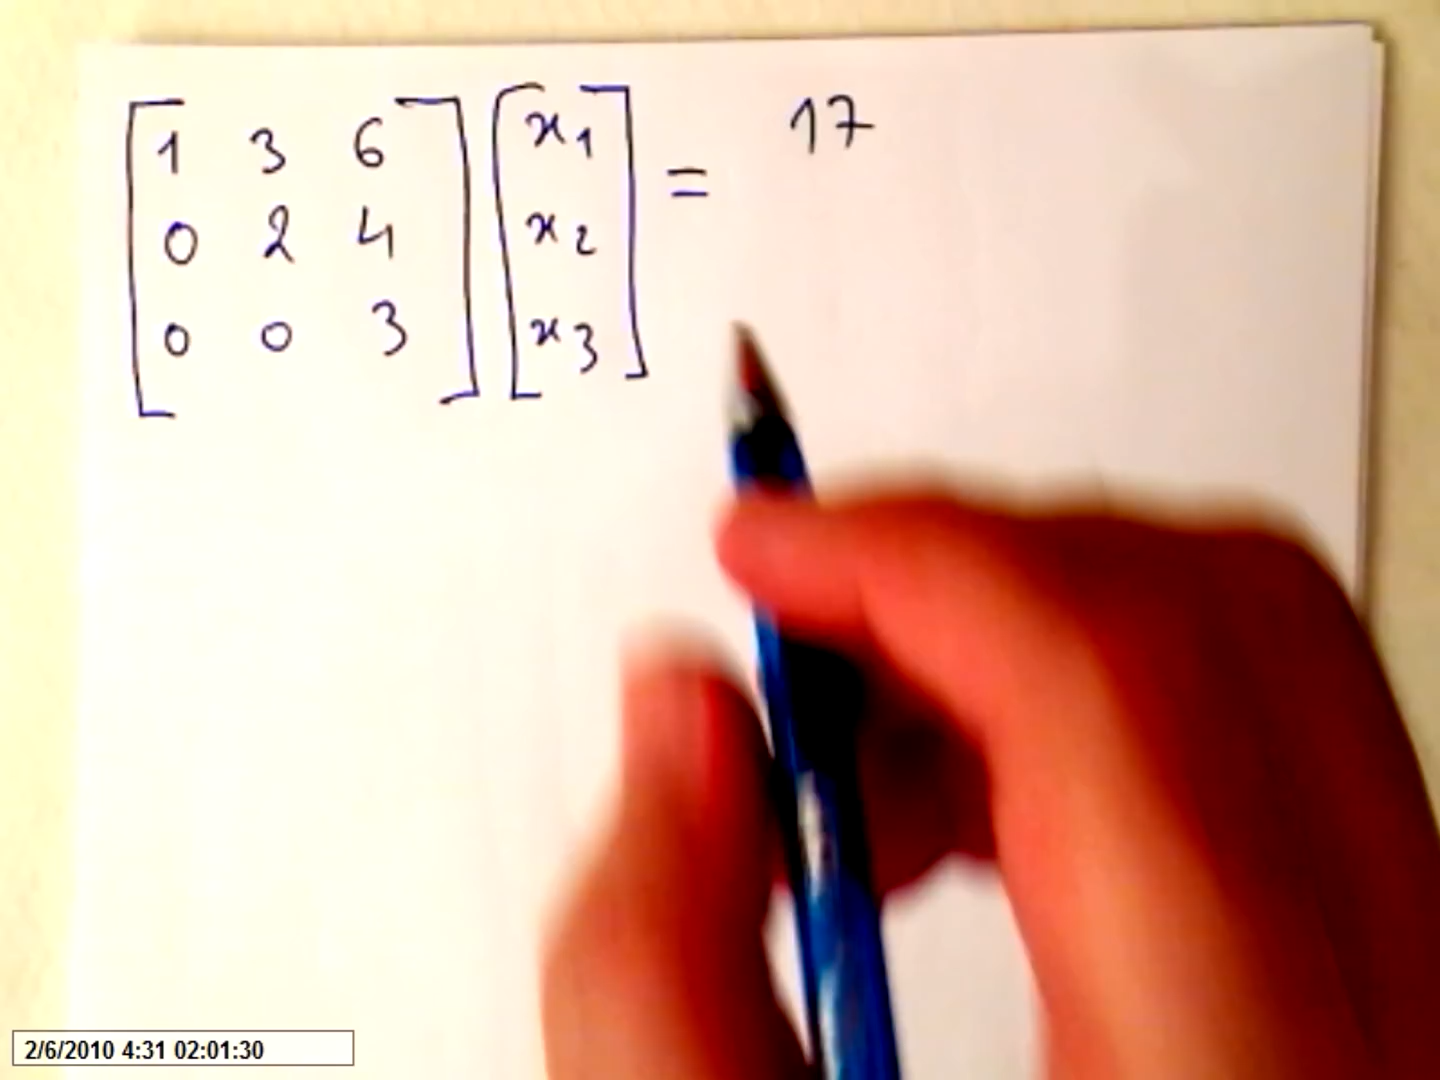 [1 3 6] [x1] = 17
[0 2 4] [x2]
[0 0 3] [x3]
2/6/2010 4:31 02:01:30